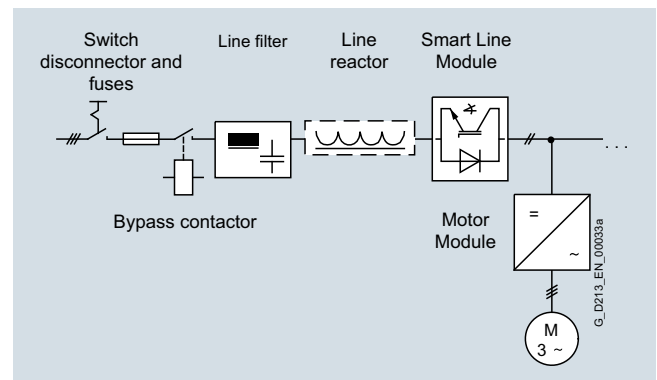 Switch
disconnector and
fuses
Line filter
Line
reactor
Smart Line
Module
. . .
Bypass contactor
Motor
Module
=
~
G_D213_EN_00033a
M
3 ~